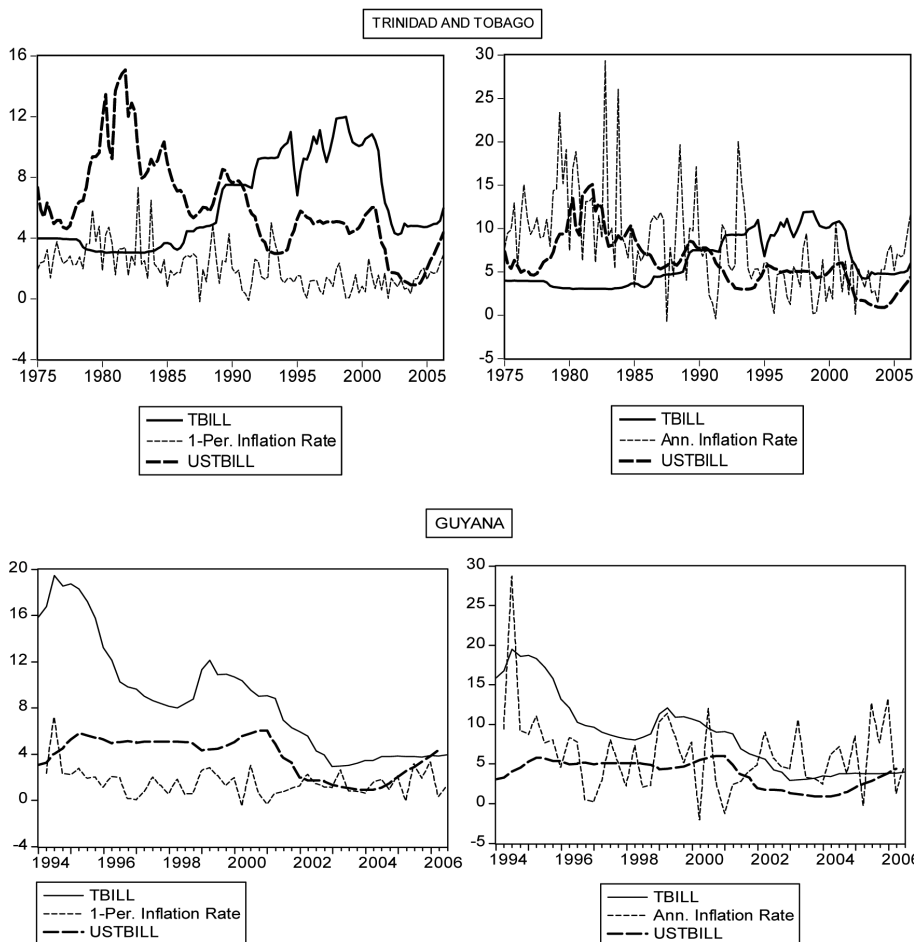 TRINIDAD AND TOBAGO
16
12
8
4
0
-4
1975 1980 1985 1990 1995 2000 2005
TBILL
1-Per. Inflation Rate
USTBILL
30
25
20
15
10
5
0
-5
1975 1980 1985 1990 1995 2000 2005
TBILL
Ann. Inflation Rate
USTBILL
GUYANA
20
16
12
8
4
0
-4
1994 1996 1998 2000 2002 2004 2006
TBILL
1-Per. Inflation Rate
USTBILL
30
25
20
15
10
5
0
-5
1994 1996 1998 2000 2002 2004 2006
TBILL
Ann. Inflation Rate
USTBILL